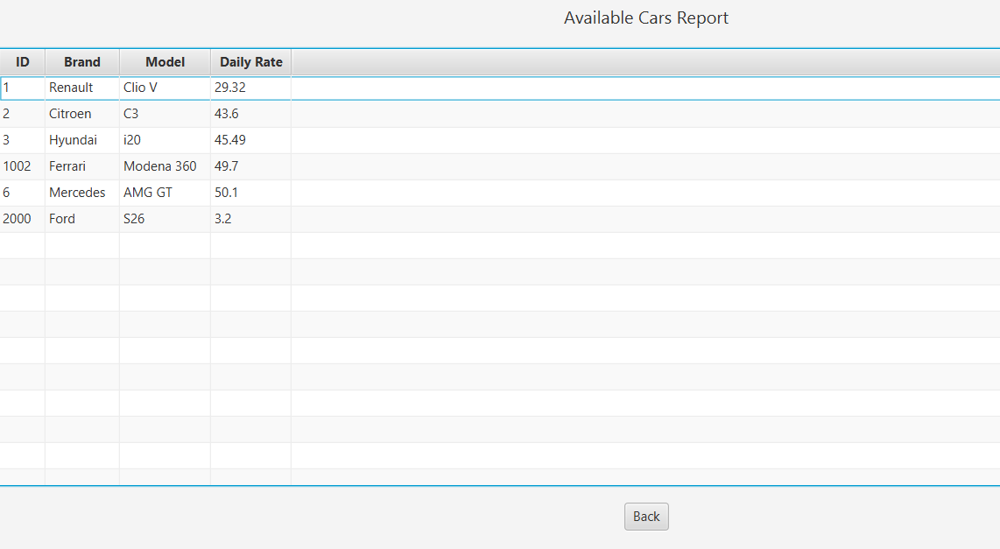 Available Cars Report
ID Brand Model Daily Rate
1 Renault Clio V 29.32
2 Citroen C3 43.6
3 Hyundai i20 45.49
1002 Ferrari Modena 360 49.7
6 Mercedes AMG GT 50.1
2000 Ford S26 3.2
Back